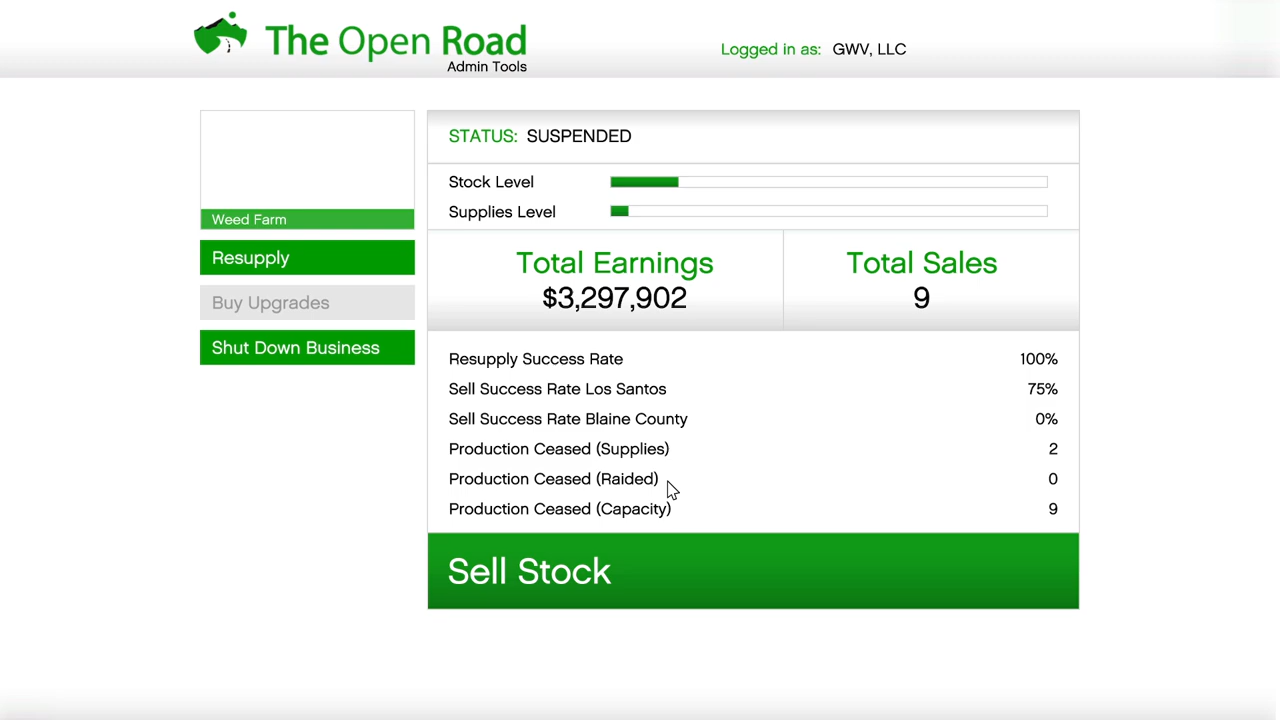 The Open Road
Admin Tools
Logged in as: GWV, LLC
Weed Farm
Resupply
Buy Upgrades
Shut Down Business
STATUS: SUSPENDED
Stock Level
Supplies Level
Total Earnings
$3,297,902
Total Sales
9
Resupply Success Rate 100%
Sell Success Rate Los Santos 75%
Sell Success Rate Blaine County 0%
Production Ceased (Supplies) 2
Production Ceased (Raided) 0
Production Ceased (Capacity) 9
Sell Stock